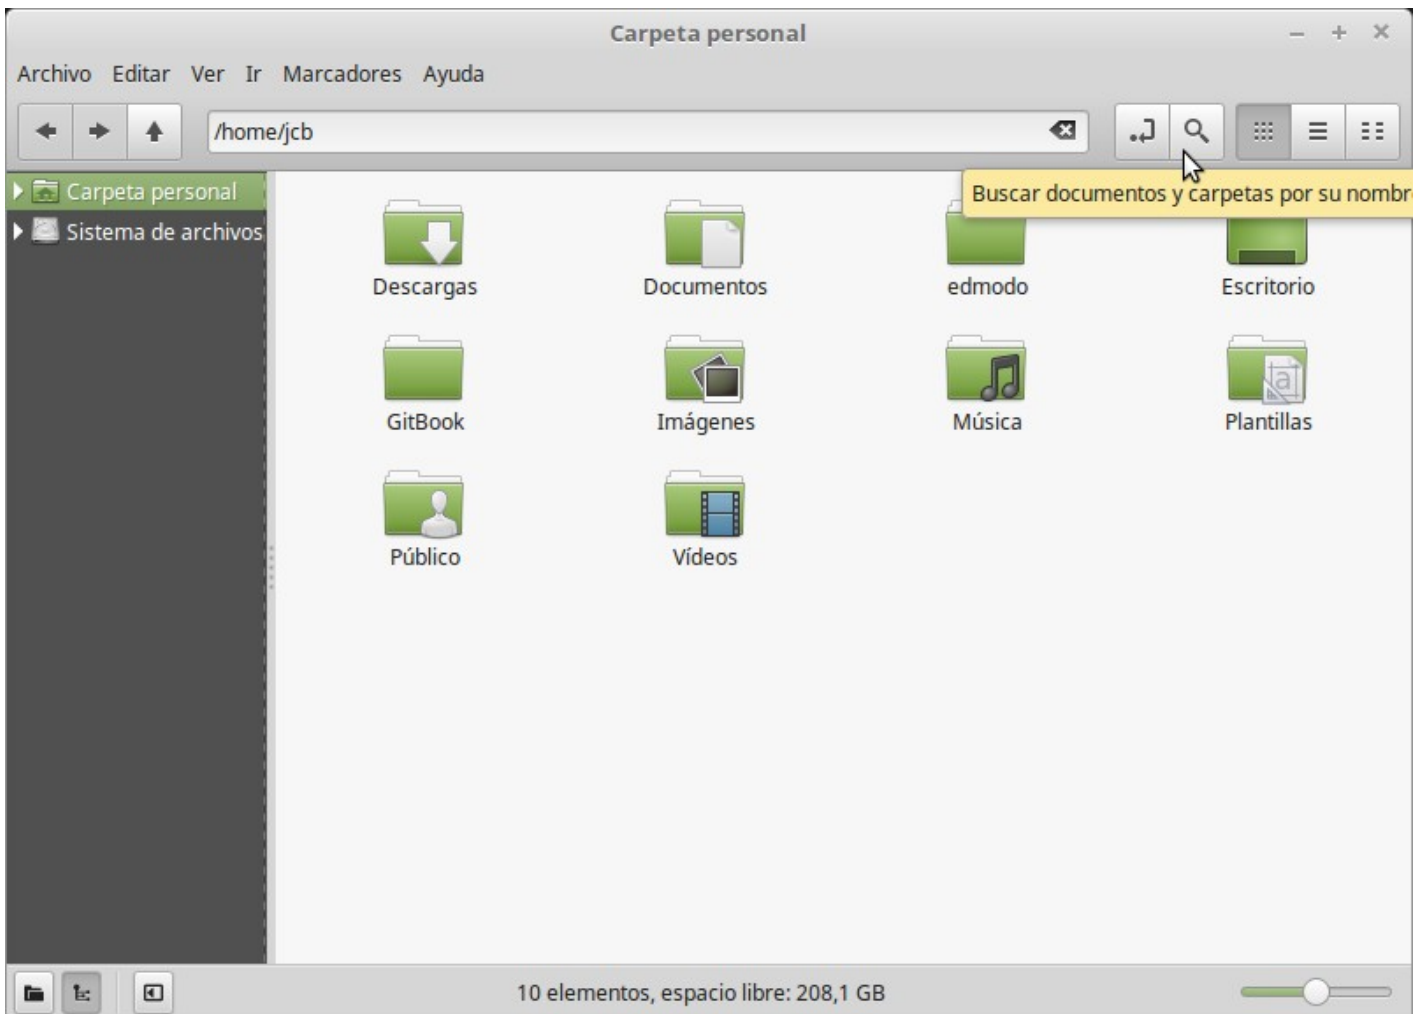 Carpeta personal
Archivo Editar Ver Ir Marcadores Ayuda
/home/jcb
Carpeta personal
Sistema de archivos
Buscar documentos y carpetas por su nombr
Descargas Documentos edmodo Escritorio
GitBook Imágenes Música Plantillas
Público Vídeos
10 elementos, espacio libre: 208,1 GB